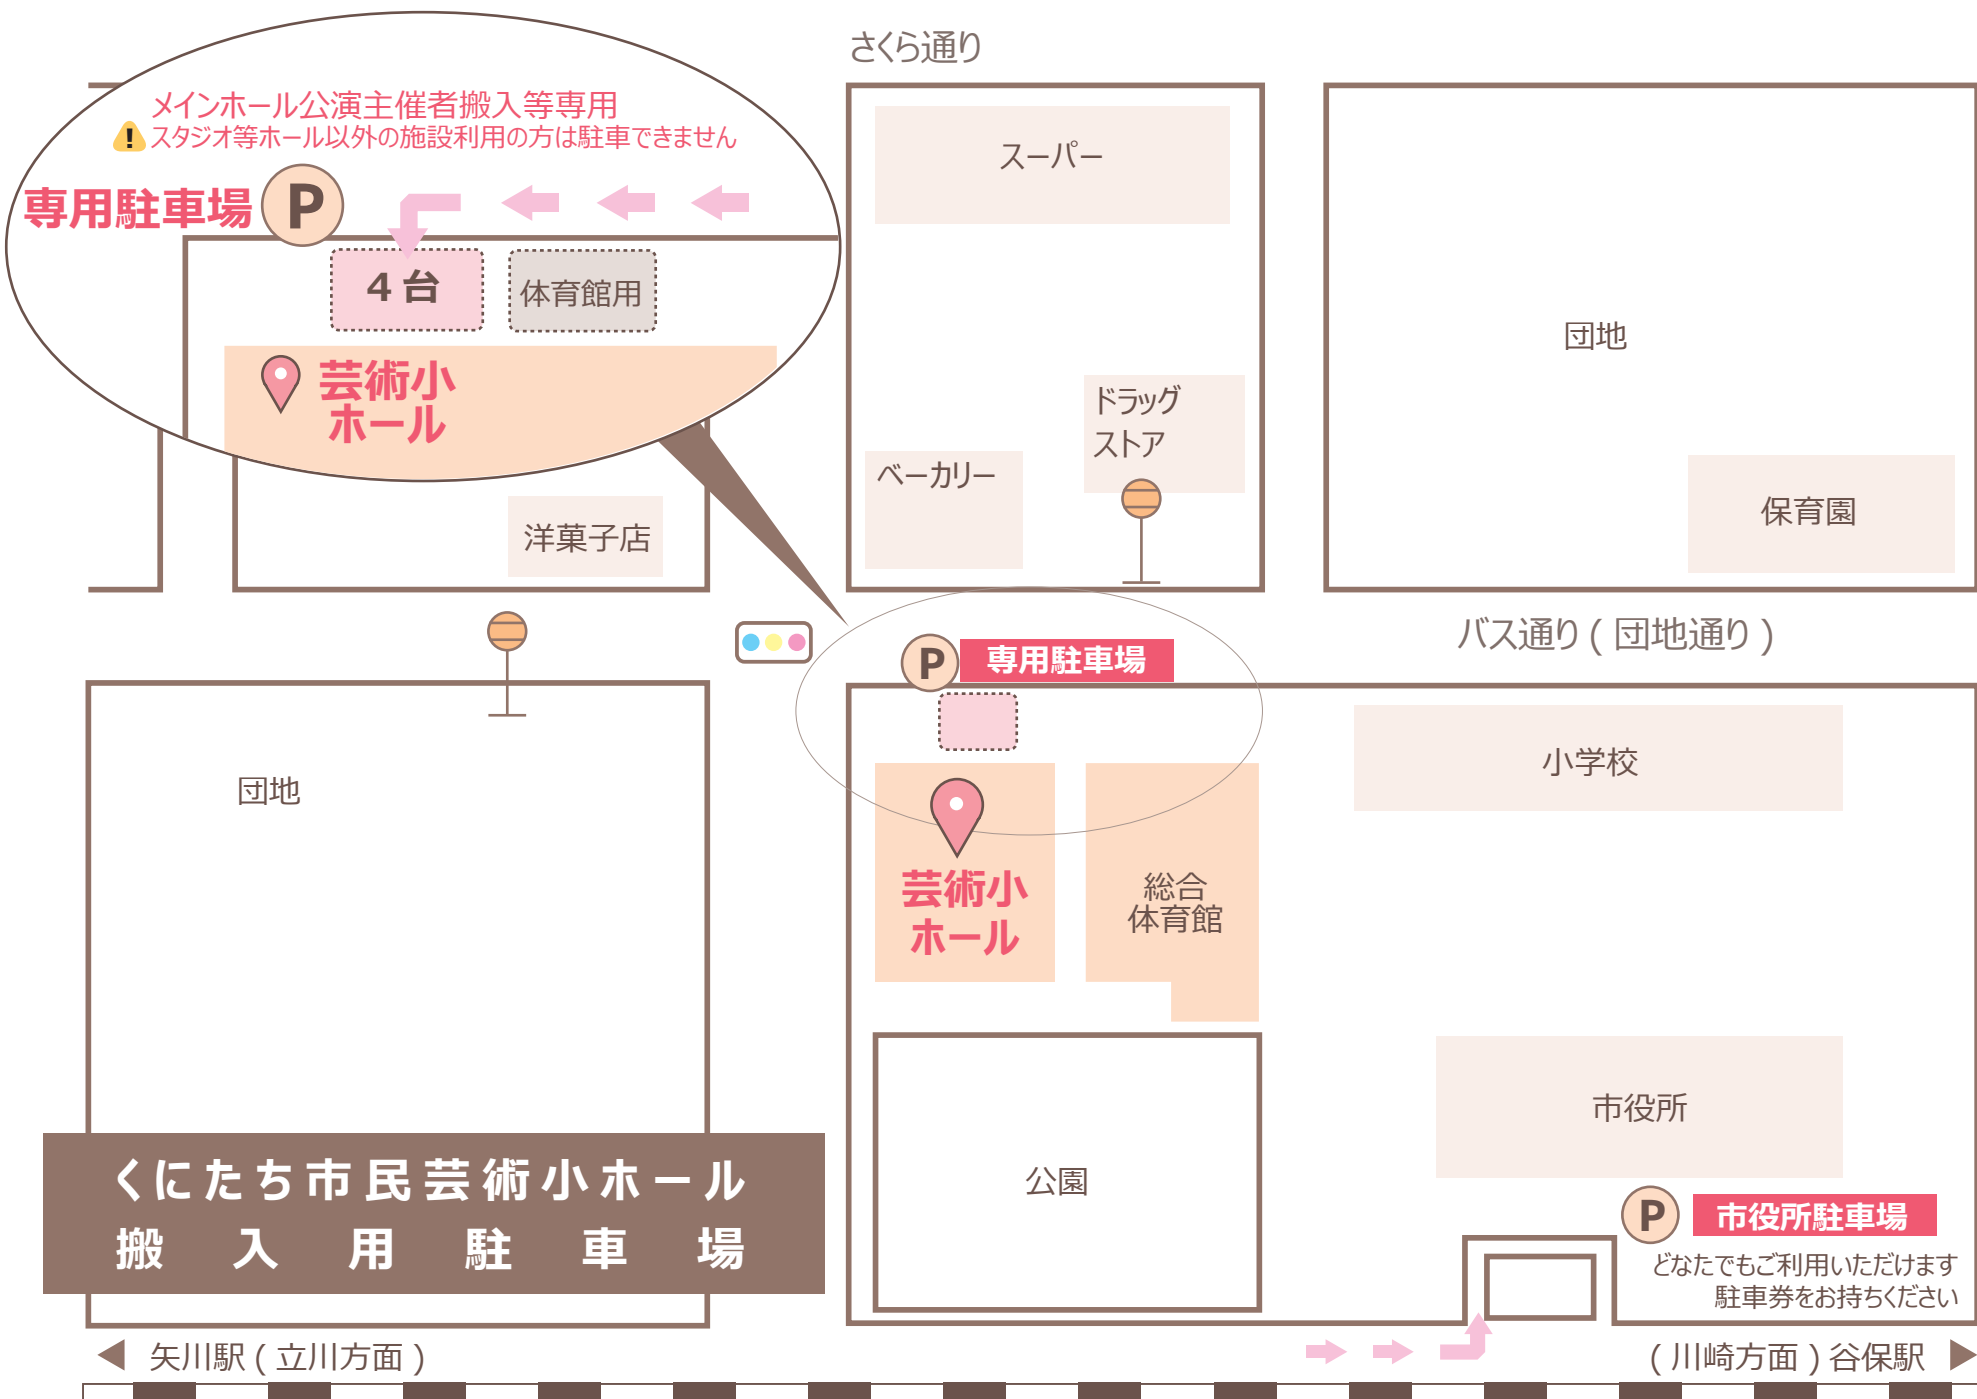 さくら通り
メインホール公演主催者搬入等専用
! スタジオ等ホール以外の施設利用の方は駐車できません
専用駐車場 P
4台
体育館用
芸術小
ホール
スーパー
団地
ドラッグ
ストア
ベーカリー
保育園
洋菓子店
バス通り(団地通り)
P 専用駐車場
小学校
団地
芸術小
ホール
総合
体育館
市役所
公園
くにたち市民芸術小ホール
搬入用駐車場
P 市役所駐車場
どなたでもご利用いただけます
駐車券をお持ちください
矢川駅(立川方面)
(川崎方面)谷保駅